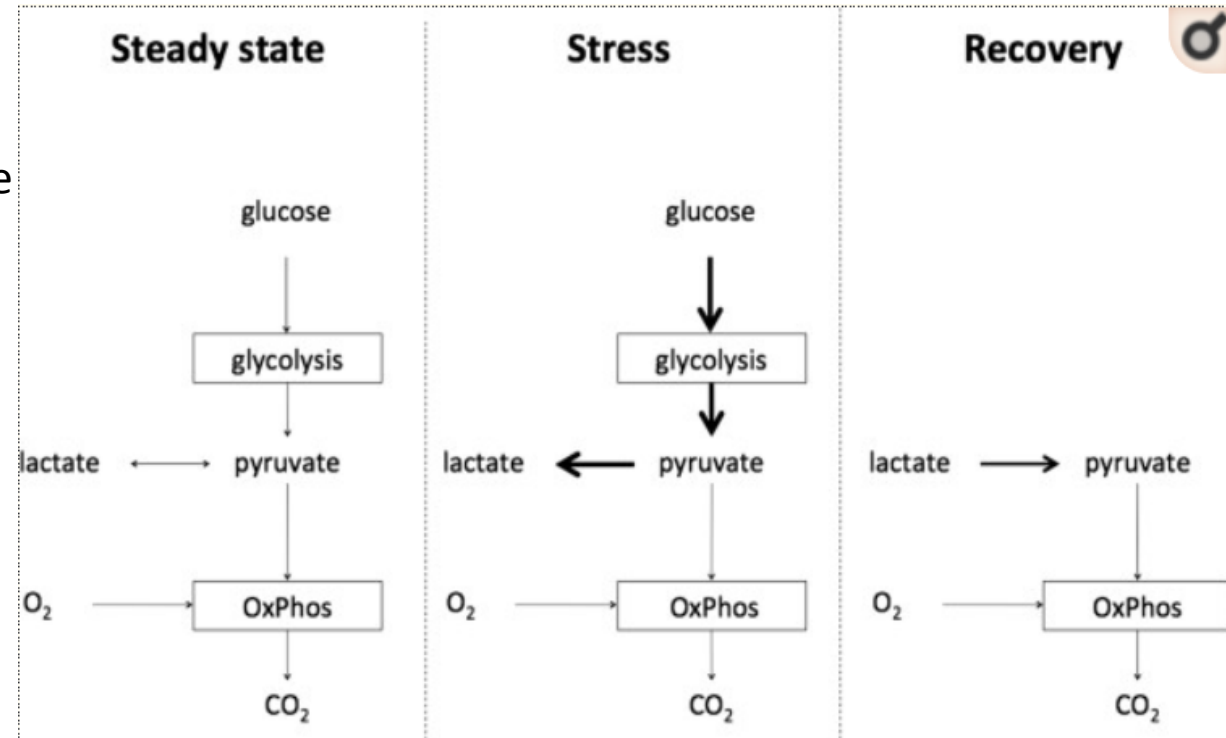 Steady state
Stress
Recovery
e
glucose
glucose
glycolysis
glycolysis
lactate
pyruvate
lactate
pyruvate
lactate
pyruvate
O₂
OxPhos
O₂
OxPhos
O₂
OxPhos
CO₂
CO₂
CO₂